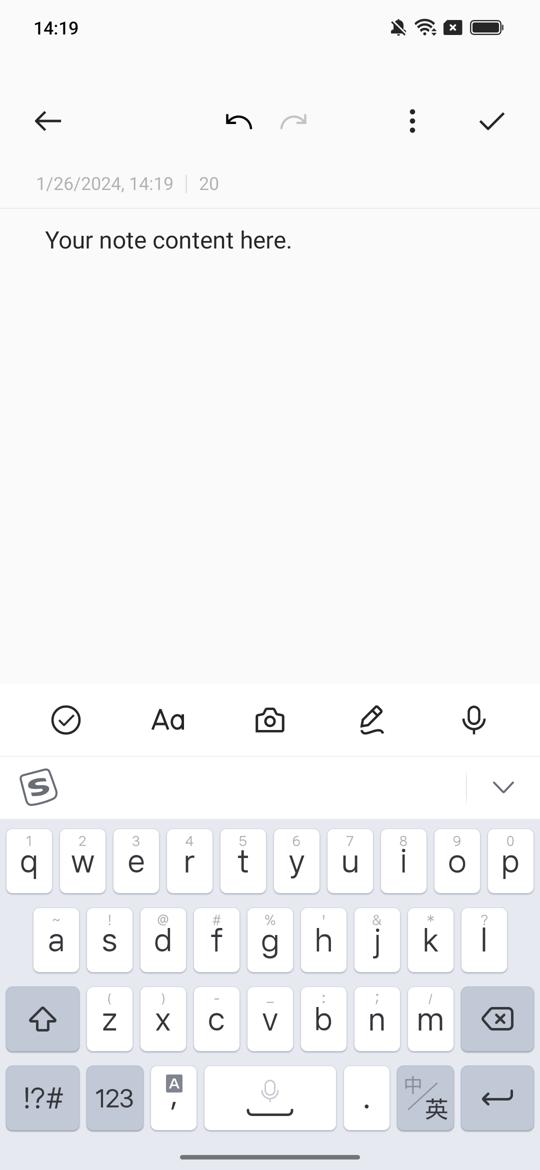 14:19
1/26/2024, 14:19 | 20
Your note content here.
Aa
S
1 2 3 4 5 6 7 8 9 0
q w e r t y u i o p
~ ! @ # % ' & * ?
a s d f g h j k l
( ) - _ : ; /
z x c v b n m
!?# 123 A , . 中/英